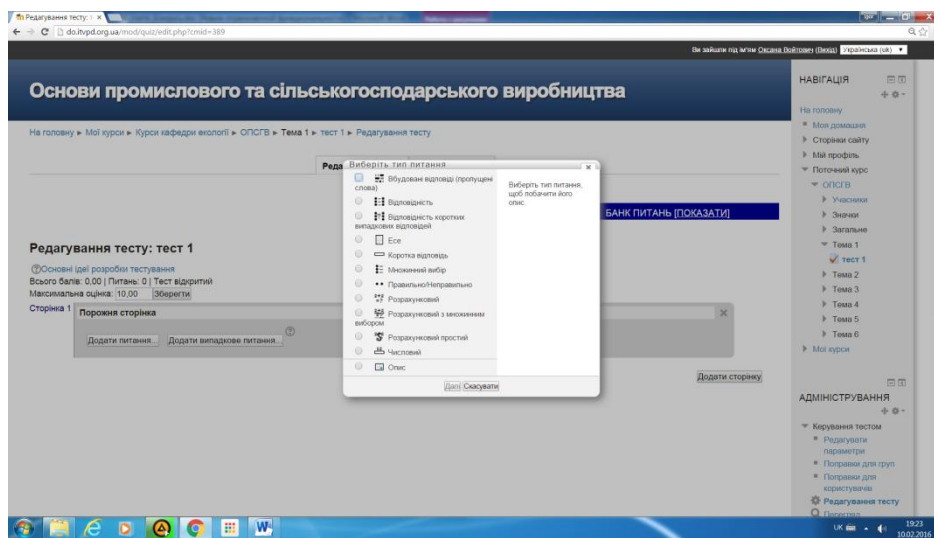 Редагування тесту: т
do.itvpd.org.ua/mod/quiz/edit.php?cmid=389
Ви зайшли під ім'ям Оксана Войтович (Вихід) Українська (uk)
Основи промислового та сільськогосподарського виробництва
На головну ► Мої курси ► Курси кафедри екології ► ОПСГВ ► Тема 1 ► тест 1 ► Редагування тесту
Реда
БАНК ПИТАНЬ [ПОКАЗАТИ]
Редагування тесту: тест 1
Основні ідеї розробки тестування
Всього балів: 0,00 | Питань: 0 | Тест відкритий
Максимальна оцінка: 10,00 Зберегти
Сторінка 1 Порожня сторінка
Додати питання... Додати випадкове питання...
Додати сторінку
Виберіть тип питання
Вбудовані відповіді (пропущені
слова)
Відповідність
Відповідність коротких
випадкових відповідей
Есе
Коротка відповідь
Множинний вибір
Правильно/Неправильно
Розрахунковий
Розрахунковий з множинним
вибором
Розрахунковий простий
Числовий
Опис
Виберіть тип питання,
щоб побачити його
опис.
Далі Скасувати
НАВІГАЦІЯ
На головну
Моя домашня
Сторінки сайту
Мій профіль
Поточний курс
ОПСГВ
Учасники
Значки
Загальне
Тема 1
тест 1
Тема 2
Тема 3
Тема 4
Тема 5
Тема 6
Мої курси
АДМІНІСТРУВАННЯ
Керування тестом
Редагувати
параметри
Поправки для груп
Поправки для
користувачів
Редагування тесту
Перегляд
UK
19:23
10.02.2016